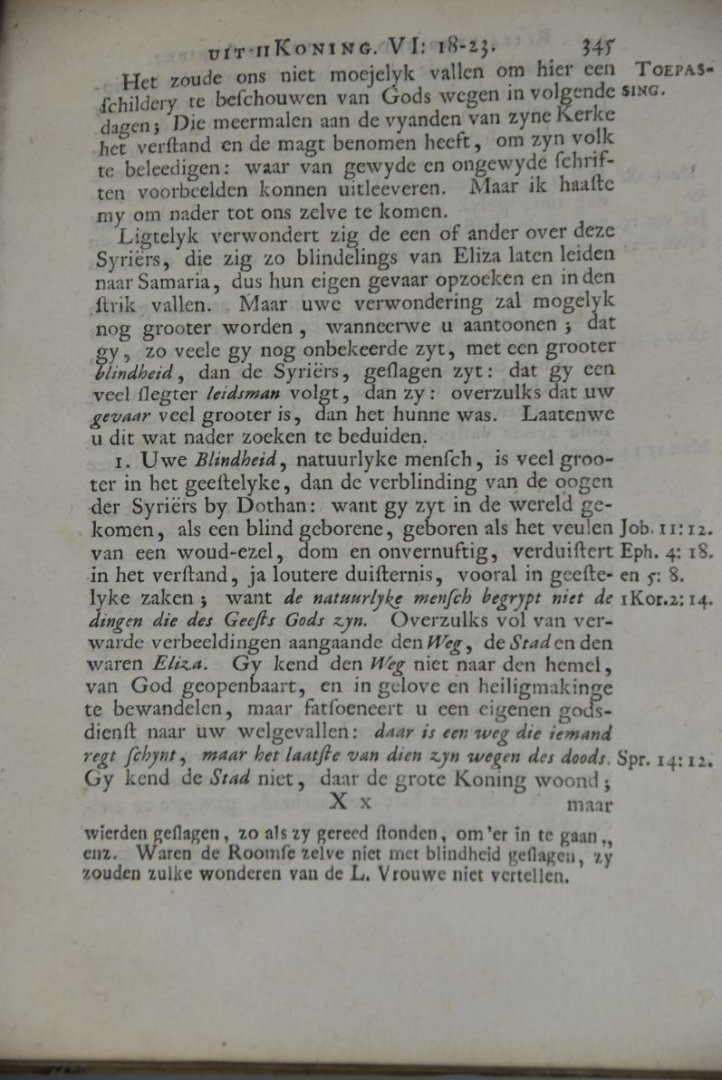 UIT II KONING. VI: 18-23. 345
Het zoude ons niet moejelyk vallen om hier een TOEPAS-
ſchildery te beſchouwen van Gods wegen in volgende SING.
dagen; Die meermalen aan de vyanden van zyne Kerke
het verſtand en de magt benomen heeft, om zyn volk
te beleedigen: waar van gewyde en ongewyde ſchrif-
ten voorbeelden konnen uitleeveren. Maar ik haaſte
my om nader tot ons zelve te komen.
Ligtelyk verwondert zig de een of ander over deze
Syriërs, die zig zo blindelings van Eliza laten leiden
naar Samaria, dus hun eigen gevaar opzoeken en in den
ſtrik vallen. Maar uwe verwondering zal mogelyk
nog grooter worden, wanneerwe u aantoonen; dat
gy, zo veele gy nog onbekeerde zyt, met een grooter
blindheid, dan de Syriërs, geſlagen zyt: dat gy een
veel ſlegter leidsman volgt, dan zy: overzulks dat uw
gevaar veel grooter is, dan het hunne was. Laatenwe
u dit wat nader zoeken te beduiden.
1. Uwe Blindheid, natuurlyke menſch, is veel groo-
ter in het geeſtelyke, dan de verblinding van de oogen
der Syriërs by Dothan: want gy zyt in de wereld ge-
komen, als een blind geborene, geboren als het veulen Job. 11: 12.
van een woud-ezel, dom en onvernuftig, verduiſtert Eph. 4: 18.
in het verſtand, ja loutere duiſternis, vooral in geeſte- en 5: 8.
lyke zaken; want de natuurlyke menſch begrypt niet de 1Kor.2: 14.
dingen die des Geeſts Gods zyn. Overzulks vol van ver-
warde verbeeldingen aangaande den Weg, de Stad en den
waren Eliza. Gy kend den Weg niet naar den hemel,
van God geopenbaart, en in gelove en heiligmakinge
te bewandelen, maar fatſoeneert u een eigenen gods-
dienſt naar uw welgevallen: daar is een weg die iemand
regt ſchynt, maar het laatſte van dien zyn wegen des doods. Spr. 14: 12.
Gy kend de Stad niet, daar de grote Koning woond;
X x maar
wierden geſlagen, zo als zy gereed ſtonden, om 'er in te gaan,,
enz. Waren de Roomſe zelve niet met blindheid geſlagen, zy
zouden zulke wonderen van de L. Vrouwe niet vertellen.